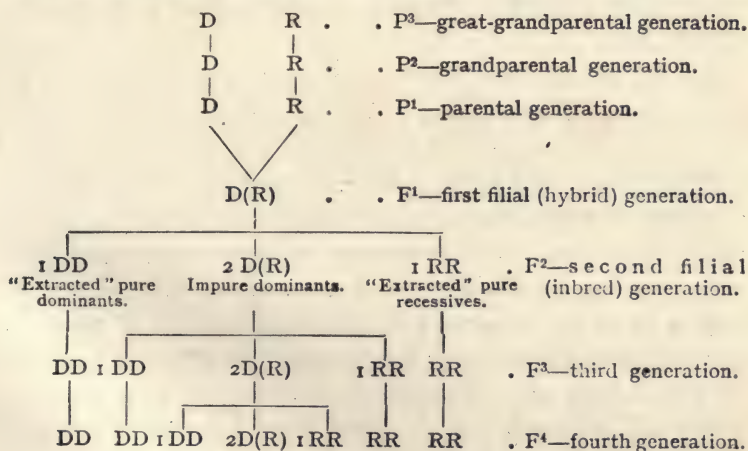 D R . . P³—great-grandparental generation.
D R . . P²—grandparental generation.
D R . . P¹—parental generation.
D(R) . . F¹—first filial (hybrid) generation.
1 DD 2 D(R) 1 RR . F²—second filial
"Extracted" pure Impure dominants. "Extracted" pure (inbred) generation.
dominants. recessives.
DD 1 DD 2D(R) 1 RR RR . F³—third generation.
DD DD 1 DD 2D(R) 1 RR RR RR . F⁴—fourth generation.